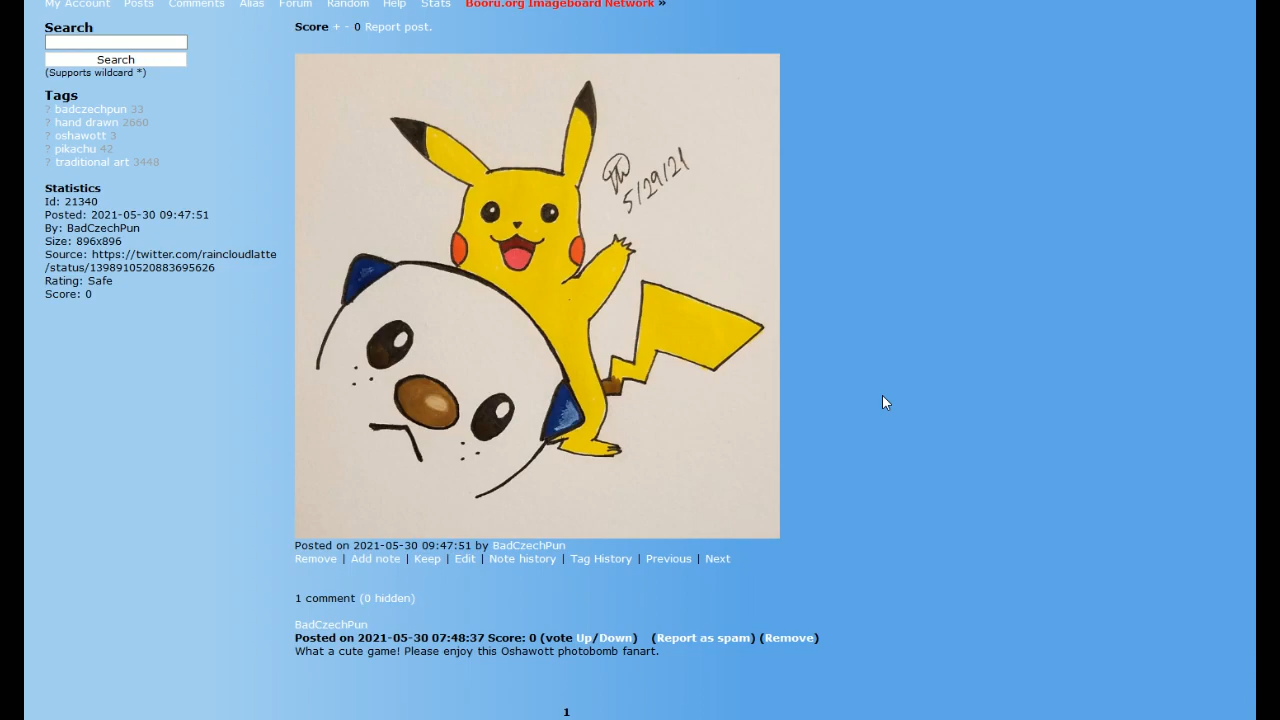 My Account Posts Comments Alias Forum Random Help Stats Booru.org Imageboard Network »
Search
Search
(Supports wildcard *)
Tags
? badczechpun 33
? hand drawn 2660
? oshawott 3
? pikachu 42
? traditional art 3448
Statistics
Id: 21340
Posted: 2021-05-30 09:47:51
By: BadCzechPun
Size: 896x896
Source: https://twitter.com/raincloudlatte
/status/1398910520883695626
Rating: Safe
Score: 0
Score + - 0 Report post.
5/29/21
Posted on 2021-05-30 09:47:51 by BadCzechPun
Remove | Add note | Keep | Edit | Note history | Tag History | Previous | Next
1 comment (0 hidden)
BadCzechPun
Posted on 2021-05-30 07:48:37 Score: 0 (vote Up/Down) (Report as spam) (Remove)
What a cute game! Please enjoy this Oshawott photobomb fanart.
1